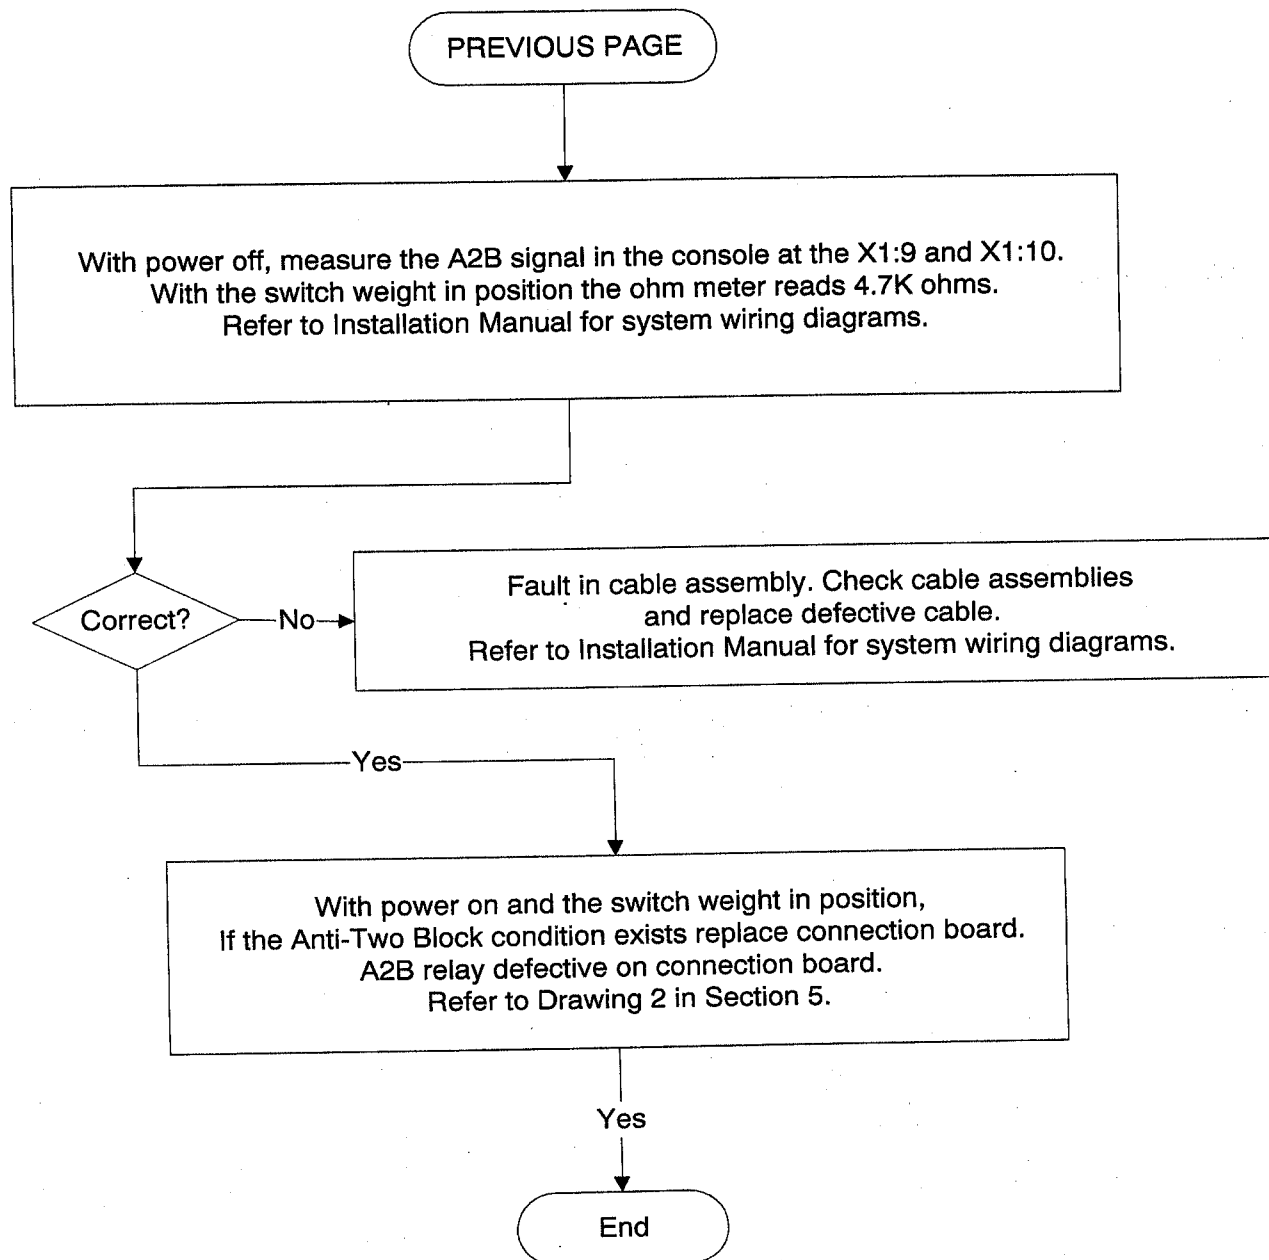 PREVIOUS PAGE
With power off, measure the A2B signal in the console at the X1:9 and X1:10.
With the switch weight in position the ohm meter reads 4.7K ohms.
Refer to Installation Manual for system wiring diagrams.
Correct?
No
Fault in cable assembly. Check cable assemblies
and replace defective cable.
Refer to Installation Manual for system wiring diagrams.
Yes
With power on and the switch weight in position,
If the Anti-Two Block condition exists replace connection board.
A2B relay defective on connection board.
Refer to Drawing 2 in Section 5.
Yes
End